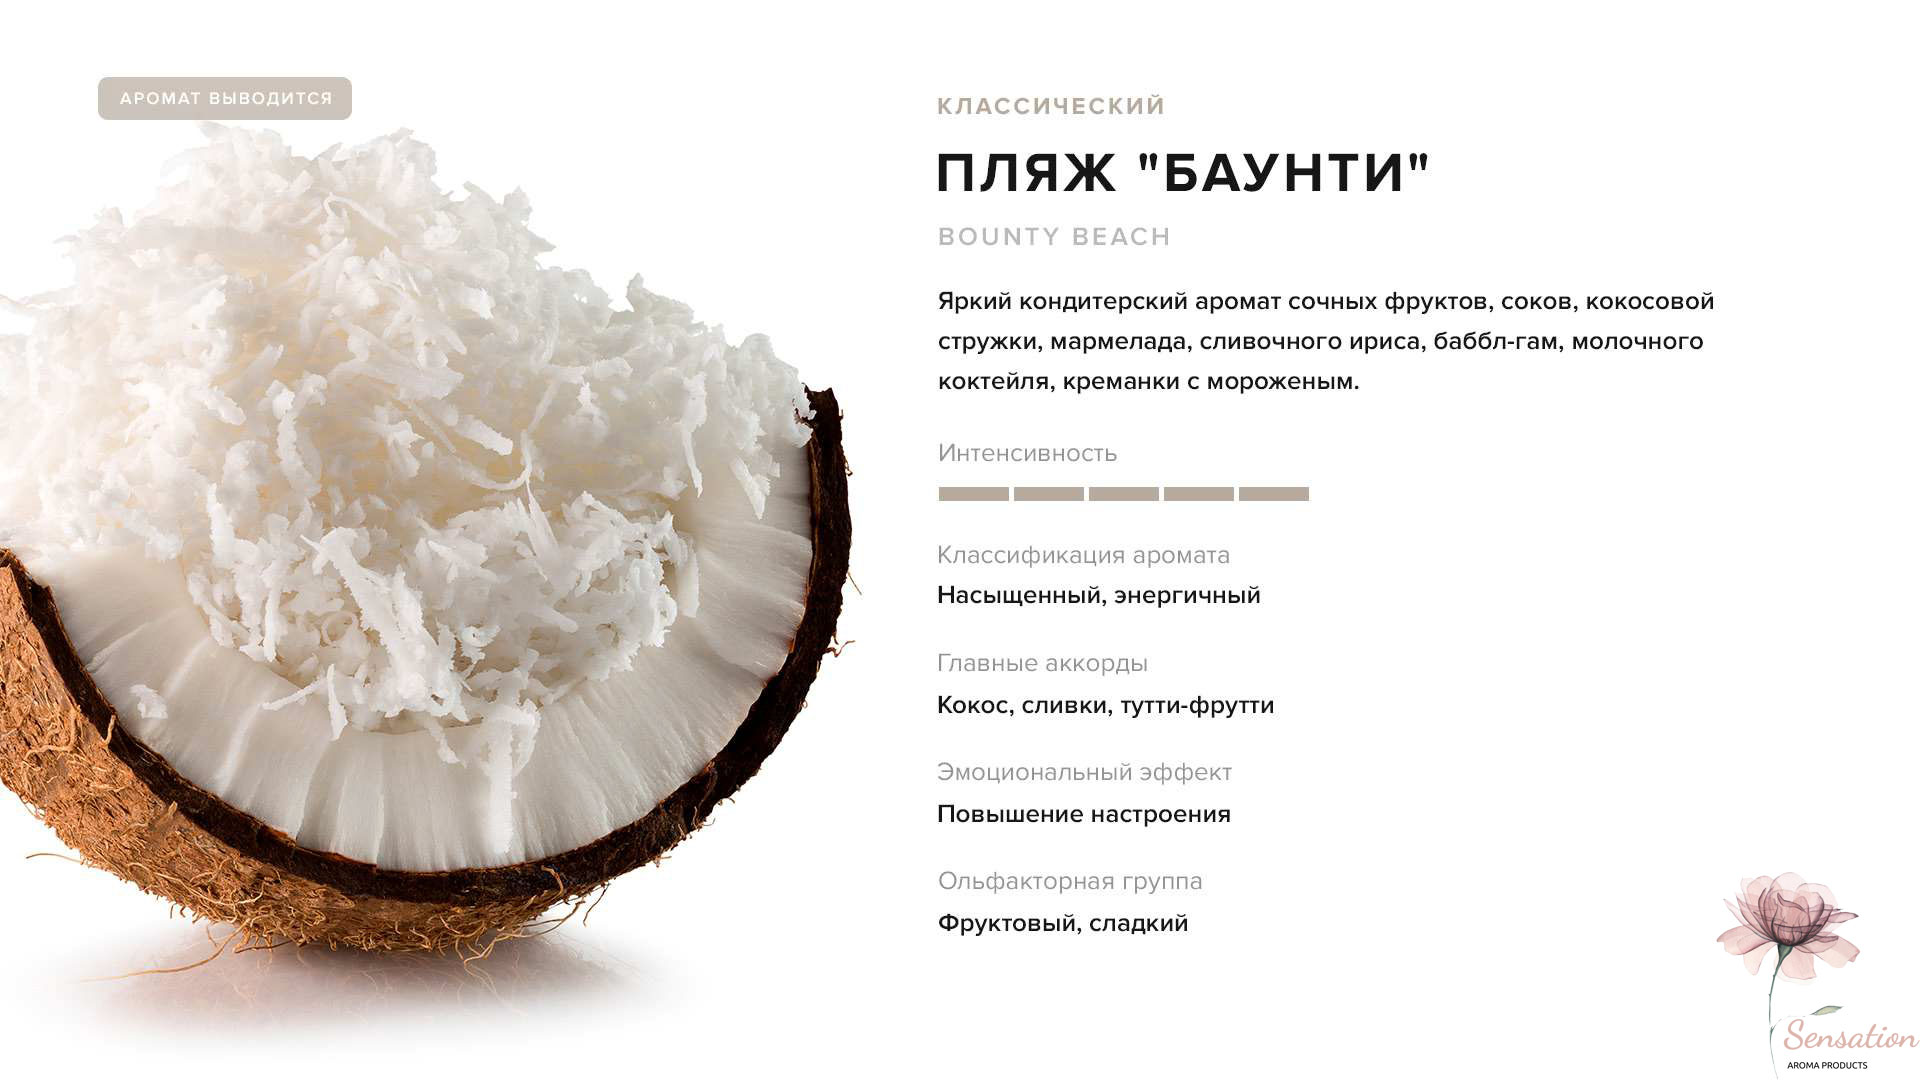 АРОМАТ ВЫВОДИТСЯ
КЛАССИЧЕСКИЙ
ПЛЯЖ "БАУНТИ"
BOUNTY BEACH
Яркий кондитерский аромат сочных фруктов, соков, кокосовой
стружки, мармелада, сливочного ириса, баббл-гам, молочного
коктейля, креманки с мороженым.
Интенсивность
Классификация аромата
Насыщенный, энергичный
Главные аккорды
Кокос, сливки, тутти-фрутти
Эмоциональный эффект
Повышение настроения
Ольфакторная группа
Фруктовый, сладкий
Sensation
AROMA PRODUCTS